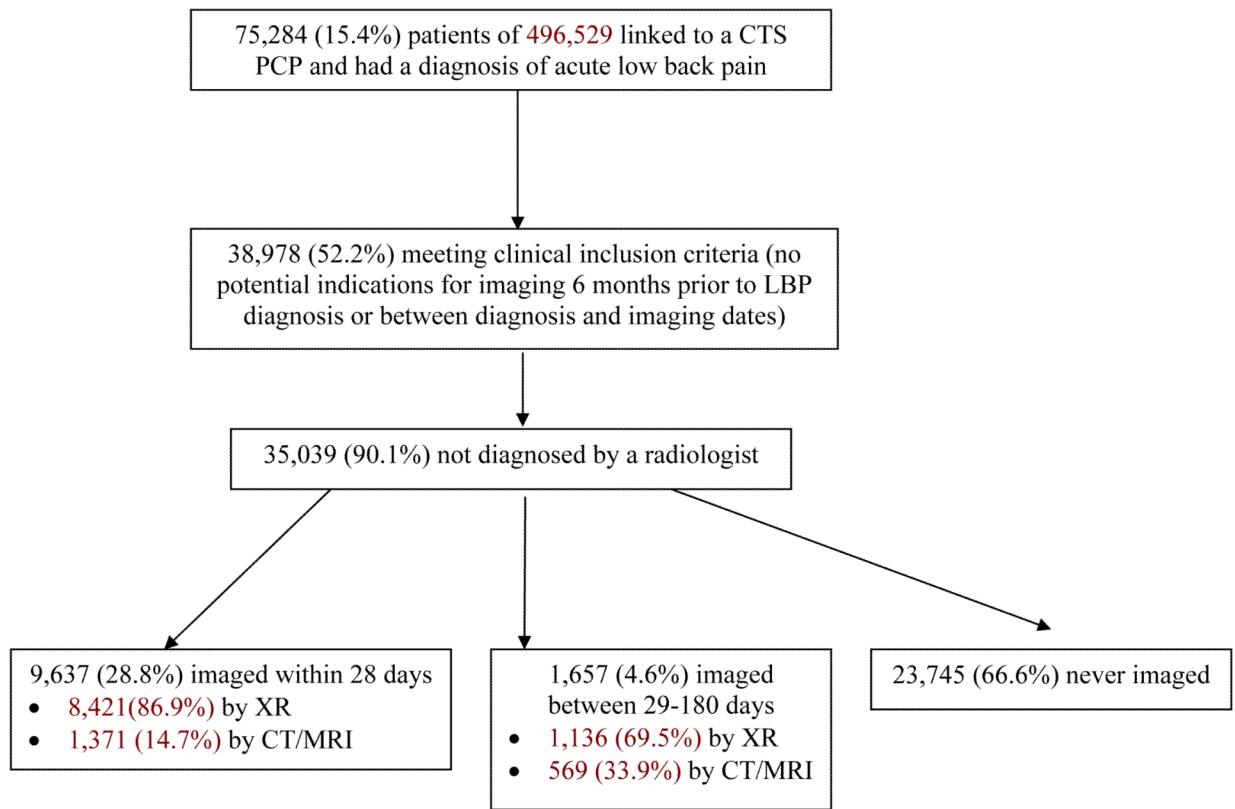 75,284 (15.4%) patients of 496,529 linked to a CTS
PCP and had a diagnosis of acute low back pain
38,978 (52.2%) meeting clinical inclusion criteria (no
potential indications for imaging 6 months prior to LBP
diagnosis or between diagnosis and imaging dates)
35,039 (90.1%) not diagnosed by a radiologist
9,637 (28.8%) imaged within 28 days
• 8,421(86.9%) by XR
• 1,371 (14.7%) by CT/MRI
1,657 (4.6%) imaged
between 29-180 days
• 1,136 (69.5%) by XR
• 569 (33.9%) by CT/MRI
23,745 (66.6%) never imaged